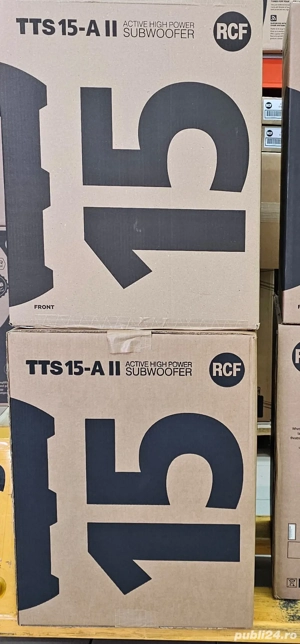 TTS 15-A II ACTIVE HIGH POWER SUBWOOFER RCF
15
FRONT
TTS 15-A II ACTIVE HIGH POWER SUBWOOFER RCF
15
publi24.ro